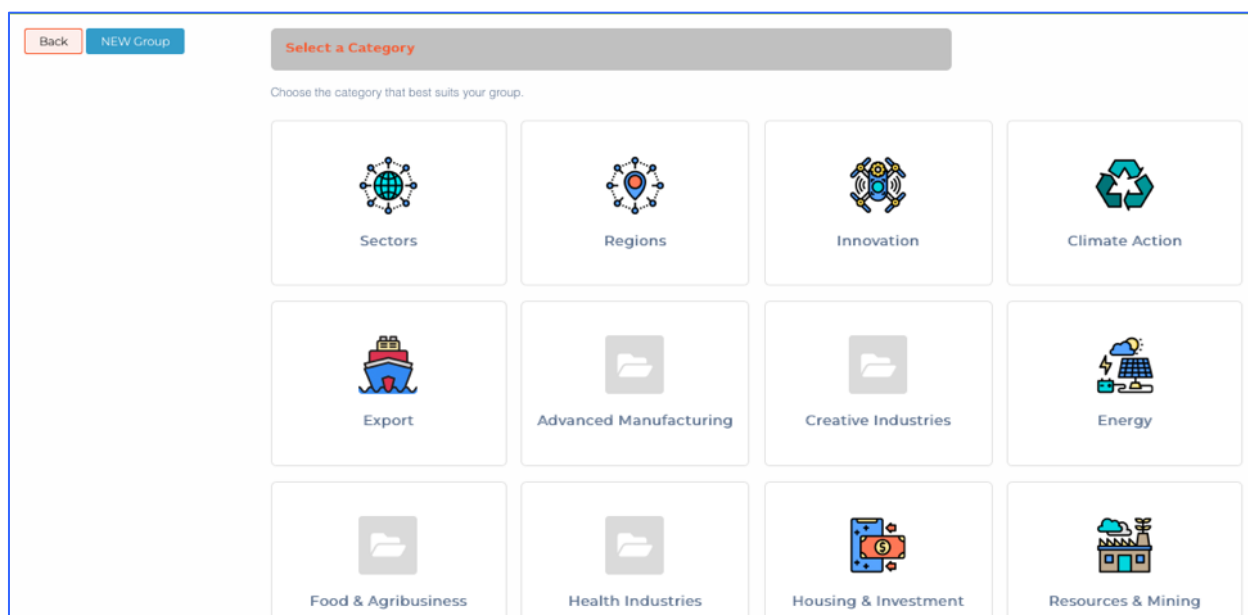 Back NEW Group
Select a Category
Choose the category that best suits your group.
Sectors Regions Innovation Climate Action
Export Advanced Manufacturing Creative Industries Energy
Food & Agribusiness Health Industries Housing & Investment Resources & Mining